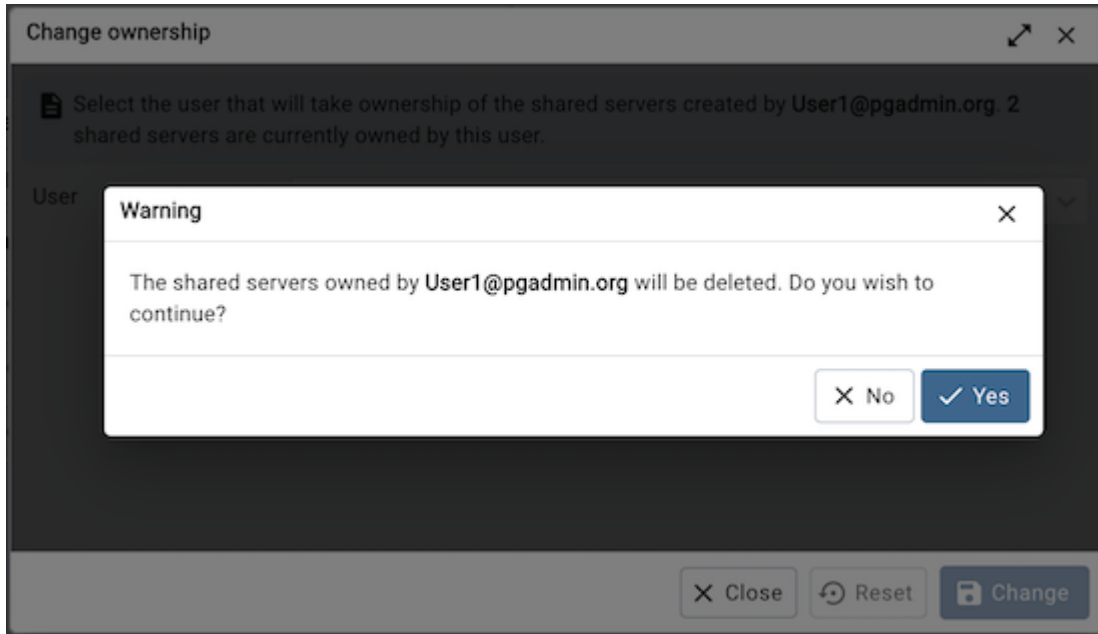 Change ownership
Select the user that will take ownership of the shared servers created by User1@pgadmin.org. 2
shared servers are currently owned by this user.
User
Warning
The shared servers owned by User1@pgadmin.org will be deleted. Do you wish to
continue?
No
Yes
Close
Reset
Change